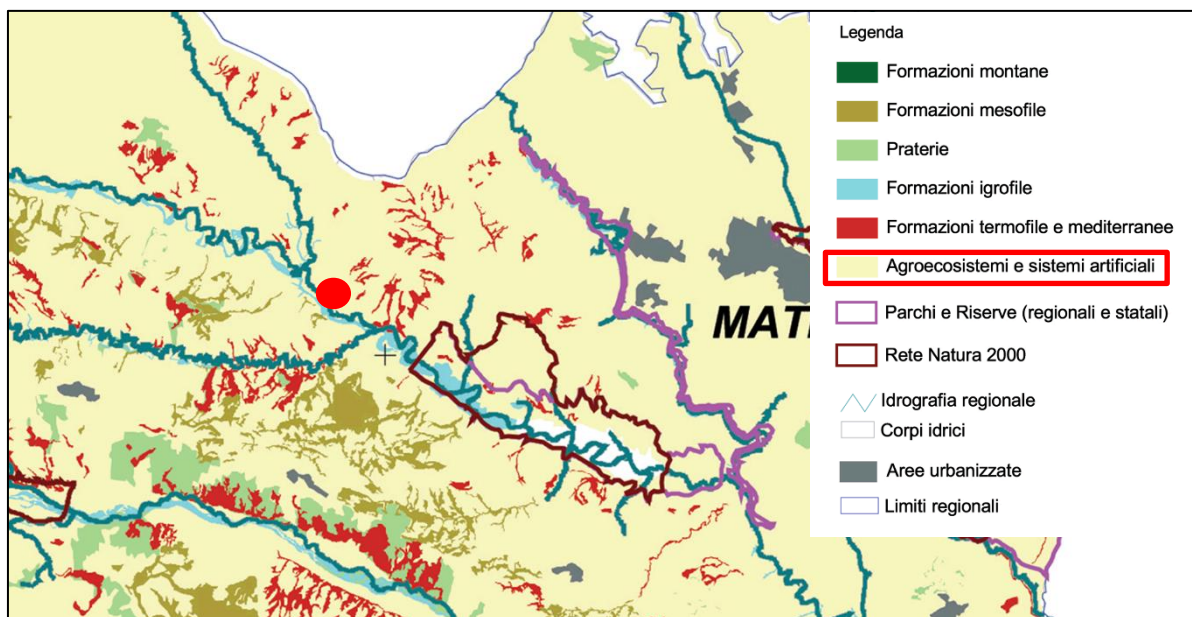 Legenda
Formazioni montane
Formazioni mesofile
Praterie
Formazioni igrofile
Formazioni termofile e mediterranee
Agroecosistemi e sistemi artificiali
Parchi e Riserve (regionali e statali)
MAT
Rete Natura 2000
Idrografia regionale
Corpi idrici
Aree urbanizzate
Limiti regionali